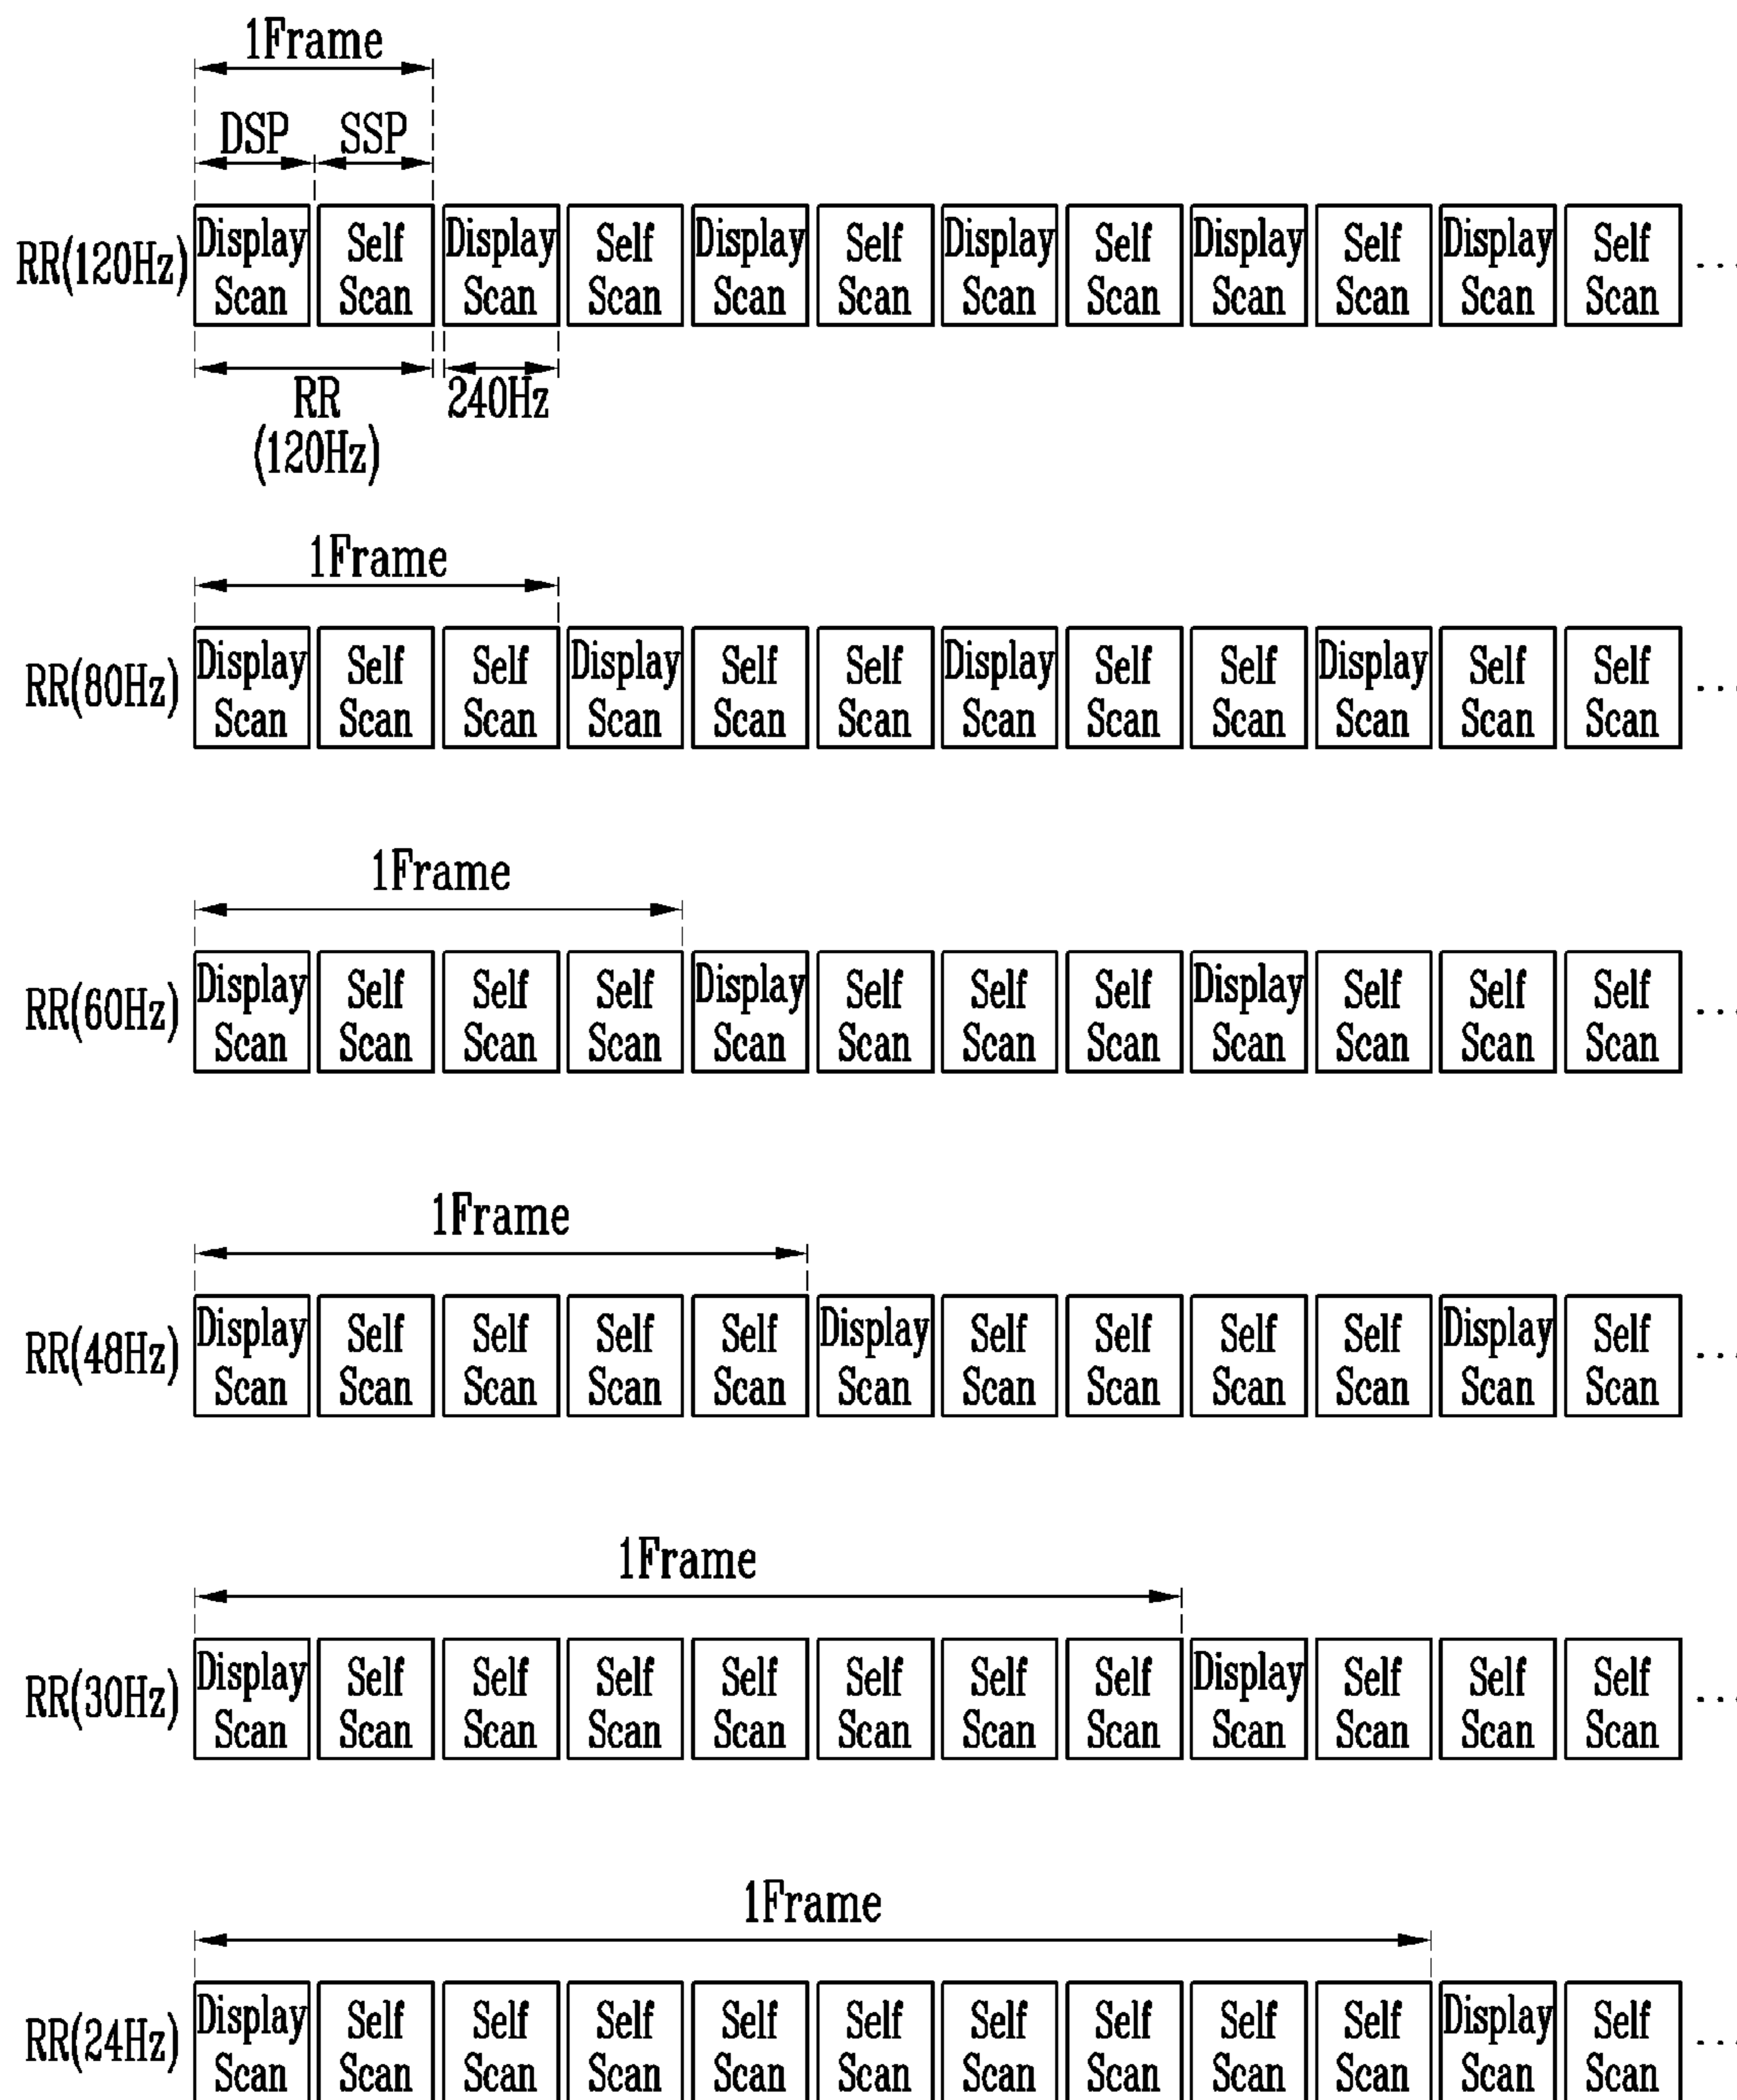 1Frame
DSP SSP
RR(120Hz) Display Self Display Self Display Self Display Self Display Self Display Self ...
Scan Scan Scan Scan Scan Scan Scan Scan Scan Scan Scan Scan
RR 240Hz
(120Hz)
1Frame
RR(80Hz) Display Self Self Display Self Self Display Self Self Display Self Self ...
Scan Scan Scan Scan Scan Scan Scan Scan Scan Scan Scan Scan
1Frame
RR(60Hz) Display Self Self Self Display Self Self Self Display Self Self Self ...
Scan Scan Scan Scan Scan Scan Scan Scan Scan Scan Scan Scan
1Frame
RR(48Hz) Display Self Self Self Self Display Self Self Self Self Display Self ...
Scan Scan Scan Scan Scan Scan Scan Scan Scan Scan Scan Scan
1Frame
RR(30Hz) Display Self Self Self Self Self Self Self Display Self Self Self ...
Scan Scan Scan Scan Scan Scan Scan Scan Scan Scan Scan Scan
1Frame
RR(24Hz) Display Self Self Self Self Self Self Self Self Self Display Self ...
Scan Scan Scan Scan Scan Scan Scan Scan Scan Scan Scan Scan